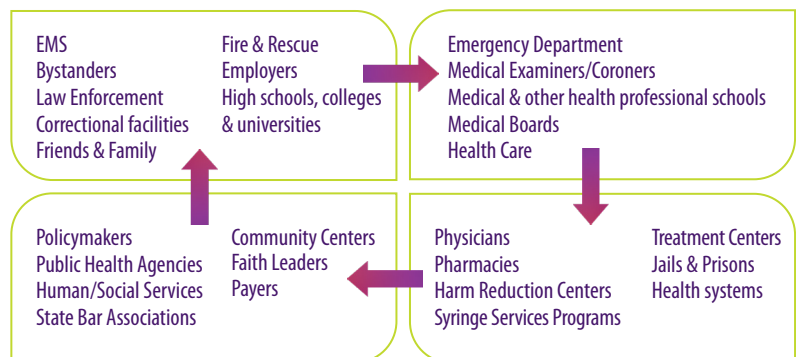 EMS
Bystanders
Law Enforcement
Correctional facilities
Friends & Family
Fire & Rescue
Employers
High schools, colleges
& universities
Emergency Department
Medical Examiners/Coroners
Medical & other health professional schools
Medical Boards
Health Care
Policymakers
Public Health Agencies
Human/Social Services
State Bar Associations
Community Centers
Faith Leaders
Payers
Physicians
Pharmacies
Harm Reduction Centers
Syringe Services Programs
Treatment Centers
Jails & Prisons
Health systems